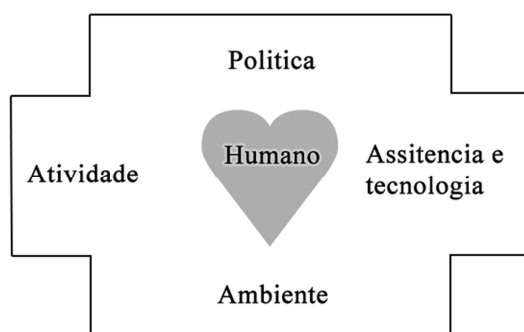 Politica
Humano
Atividade
Assitencia e
tecnologia
Ambiente